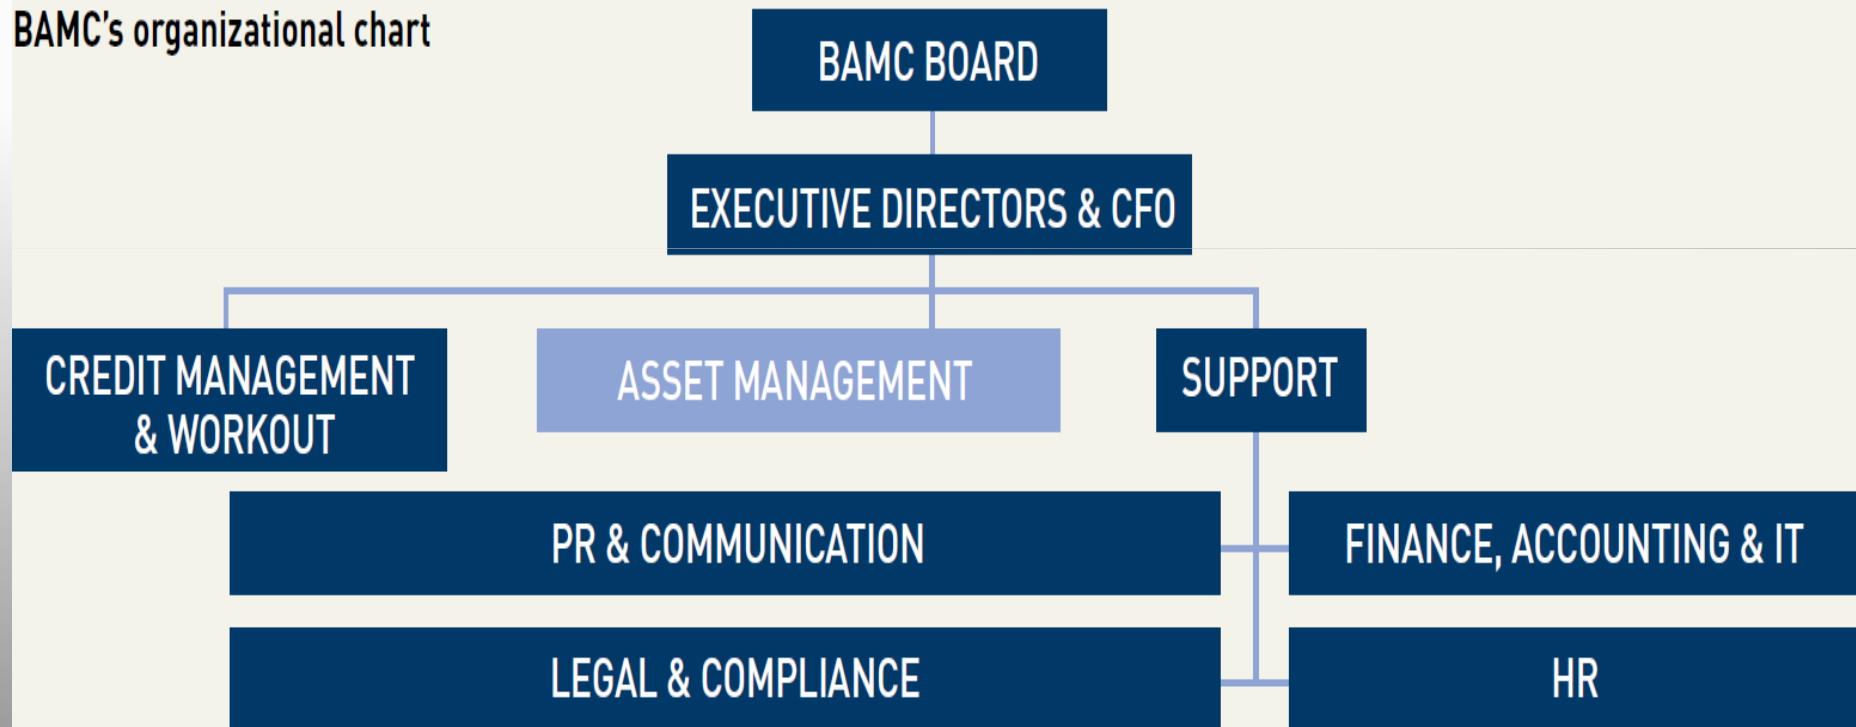 BAMC's organizational chart
BAMC BOARD
EXECUTIVE DIRECTORS & CFO
CREDIT MANAGEMENT
& WORKOUT
ASSET MANAGEMENT
SUPPORT
PR & COMMUNICATION
FINANCE, ACCOUNTING & IT
LEGAL & COMPLIANCE
HR